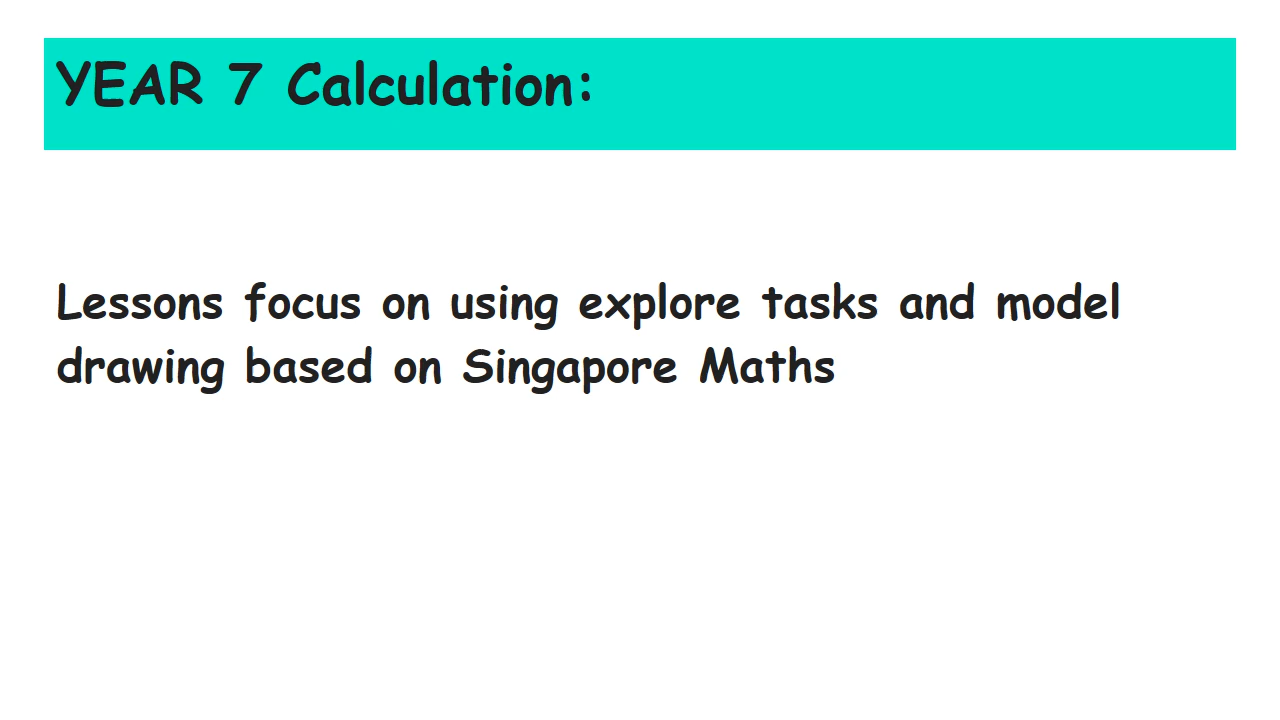 YEAR 7 Calculation:
Lessons focus on using explore tasks and model
drawing based on Singapore Maths